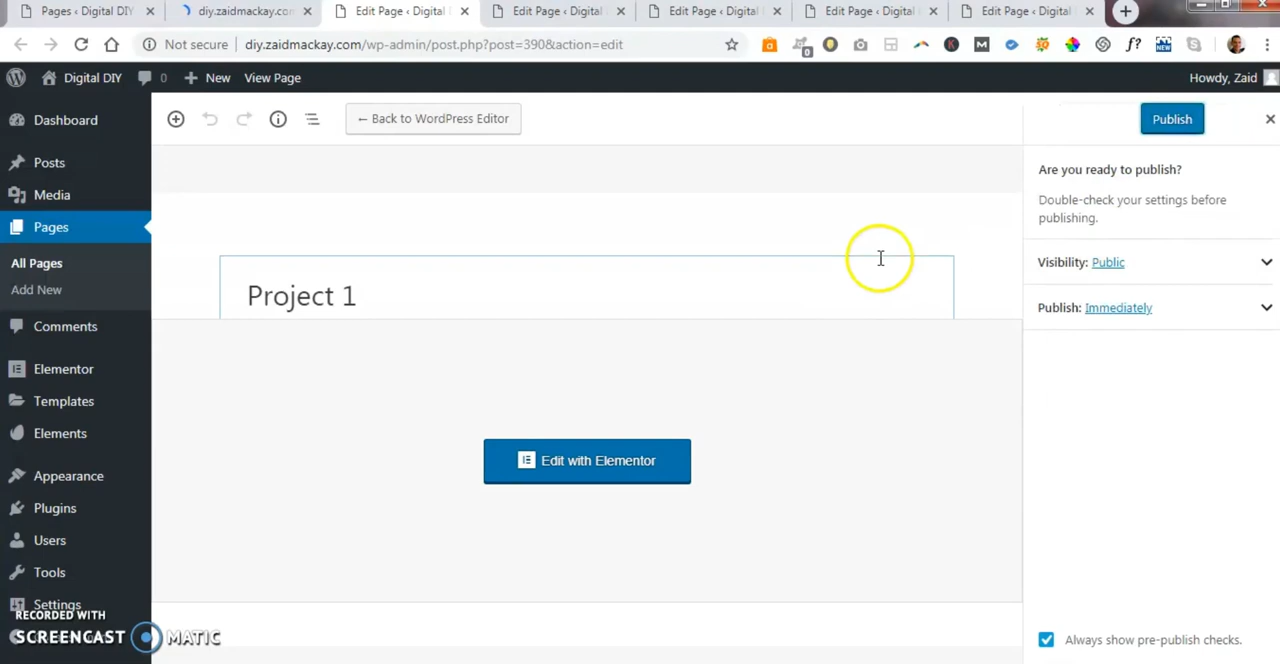 Pages ‹ Digital DIY
diy.zaidmackay.com
Edit Page ‹ Digital
Edit Page ‹ Digital
Edit Page ‹ Digital
Edit Page ‹ Digital
Edit Page ‹ Digital
Not secure
diy.zaidmackay.com/wp-admin/post.php?post=390&action=edit
0
M
K
f?
NEW
Digital DIY
0
New
View Page
Howdy, Zaid
Dashboard
Posts
Media
Pages
All Pages
Add New
Comments
Elementor
Templates
Elements
Appearance
Plugins
Users
Tools
Settings
← Back to WordPress Editor
Publish
Project 1
Edit with Elementor
Are you ready to publish?
Double-check your settings before
publishing.
Visibility: Public
Publish: Immediately
Always show pre-publish checks.
RECORDED WITH
SCREENCAST MATIC